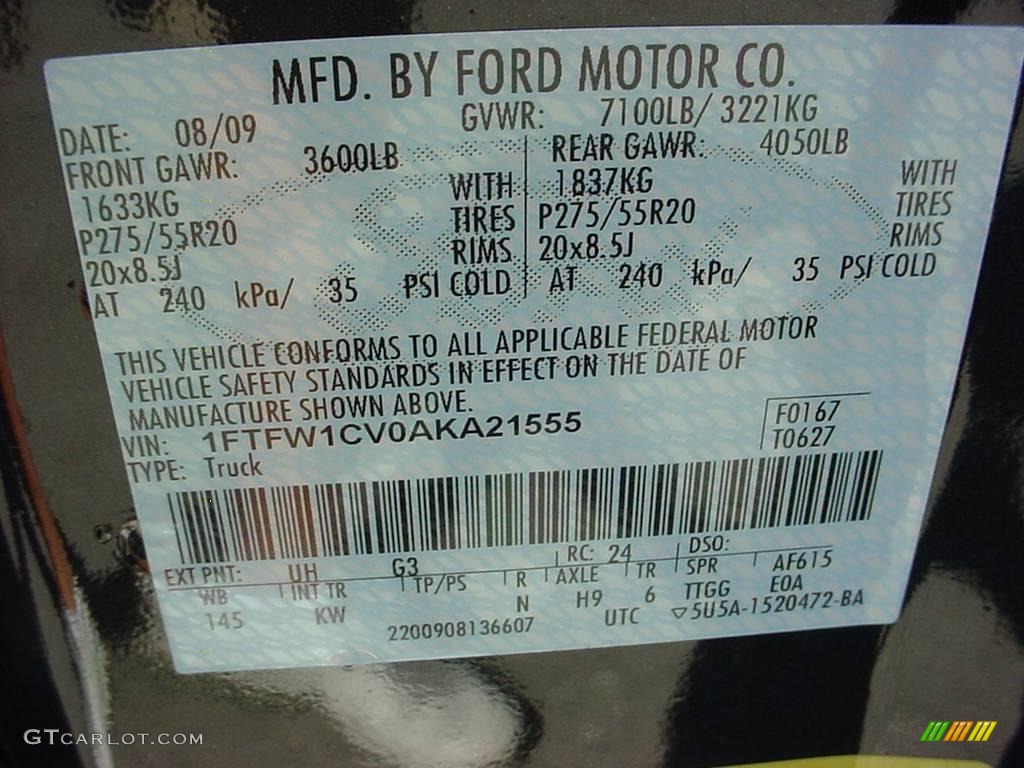 MFD. BY FORD MOTOR CO.
DATE: 08/09 GVWR: 7100LB/ 3221KG
FRONT GAWR: 3600LB REAR GAWR: 4050LB
1633KG WITH 1837KG WITH
P275/55R20 TIRES P275/55R20 TIRES
20x8.5J RIMS 20x8.5J RIMS
AT 240 kPa/ 35 PSI COLD AT 240 kPa/ 35 PSI COLD
THIS VEHICLE CONFORMS TO ALL APPLICABLE FEDERAL MOTOR
VEHICLE SAFETY STANDARDS IN EFFECT ON THE DATE OF
MANUFACTURE SHOWN ABOVE.
VIN: 1FTFW1CV0AKA21555 F0167
TYPE: Truck T0627
EXT PNT: UH G3 RC: 24 DSO:
WB INT TR TP/PS R AXLE TR SPR AF615
145 KW N H9 6 TTGG E0A
2200908136607 UTC ▽5U5A-1520472-BA
GTCARLOT.COM